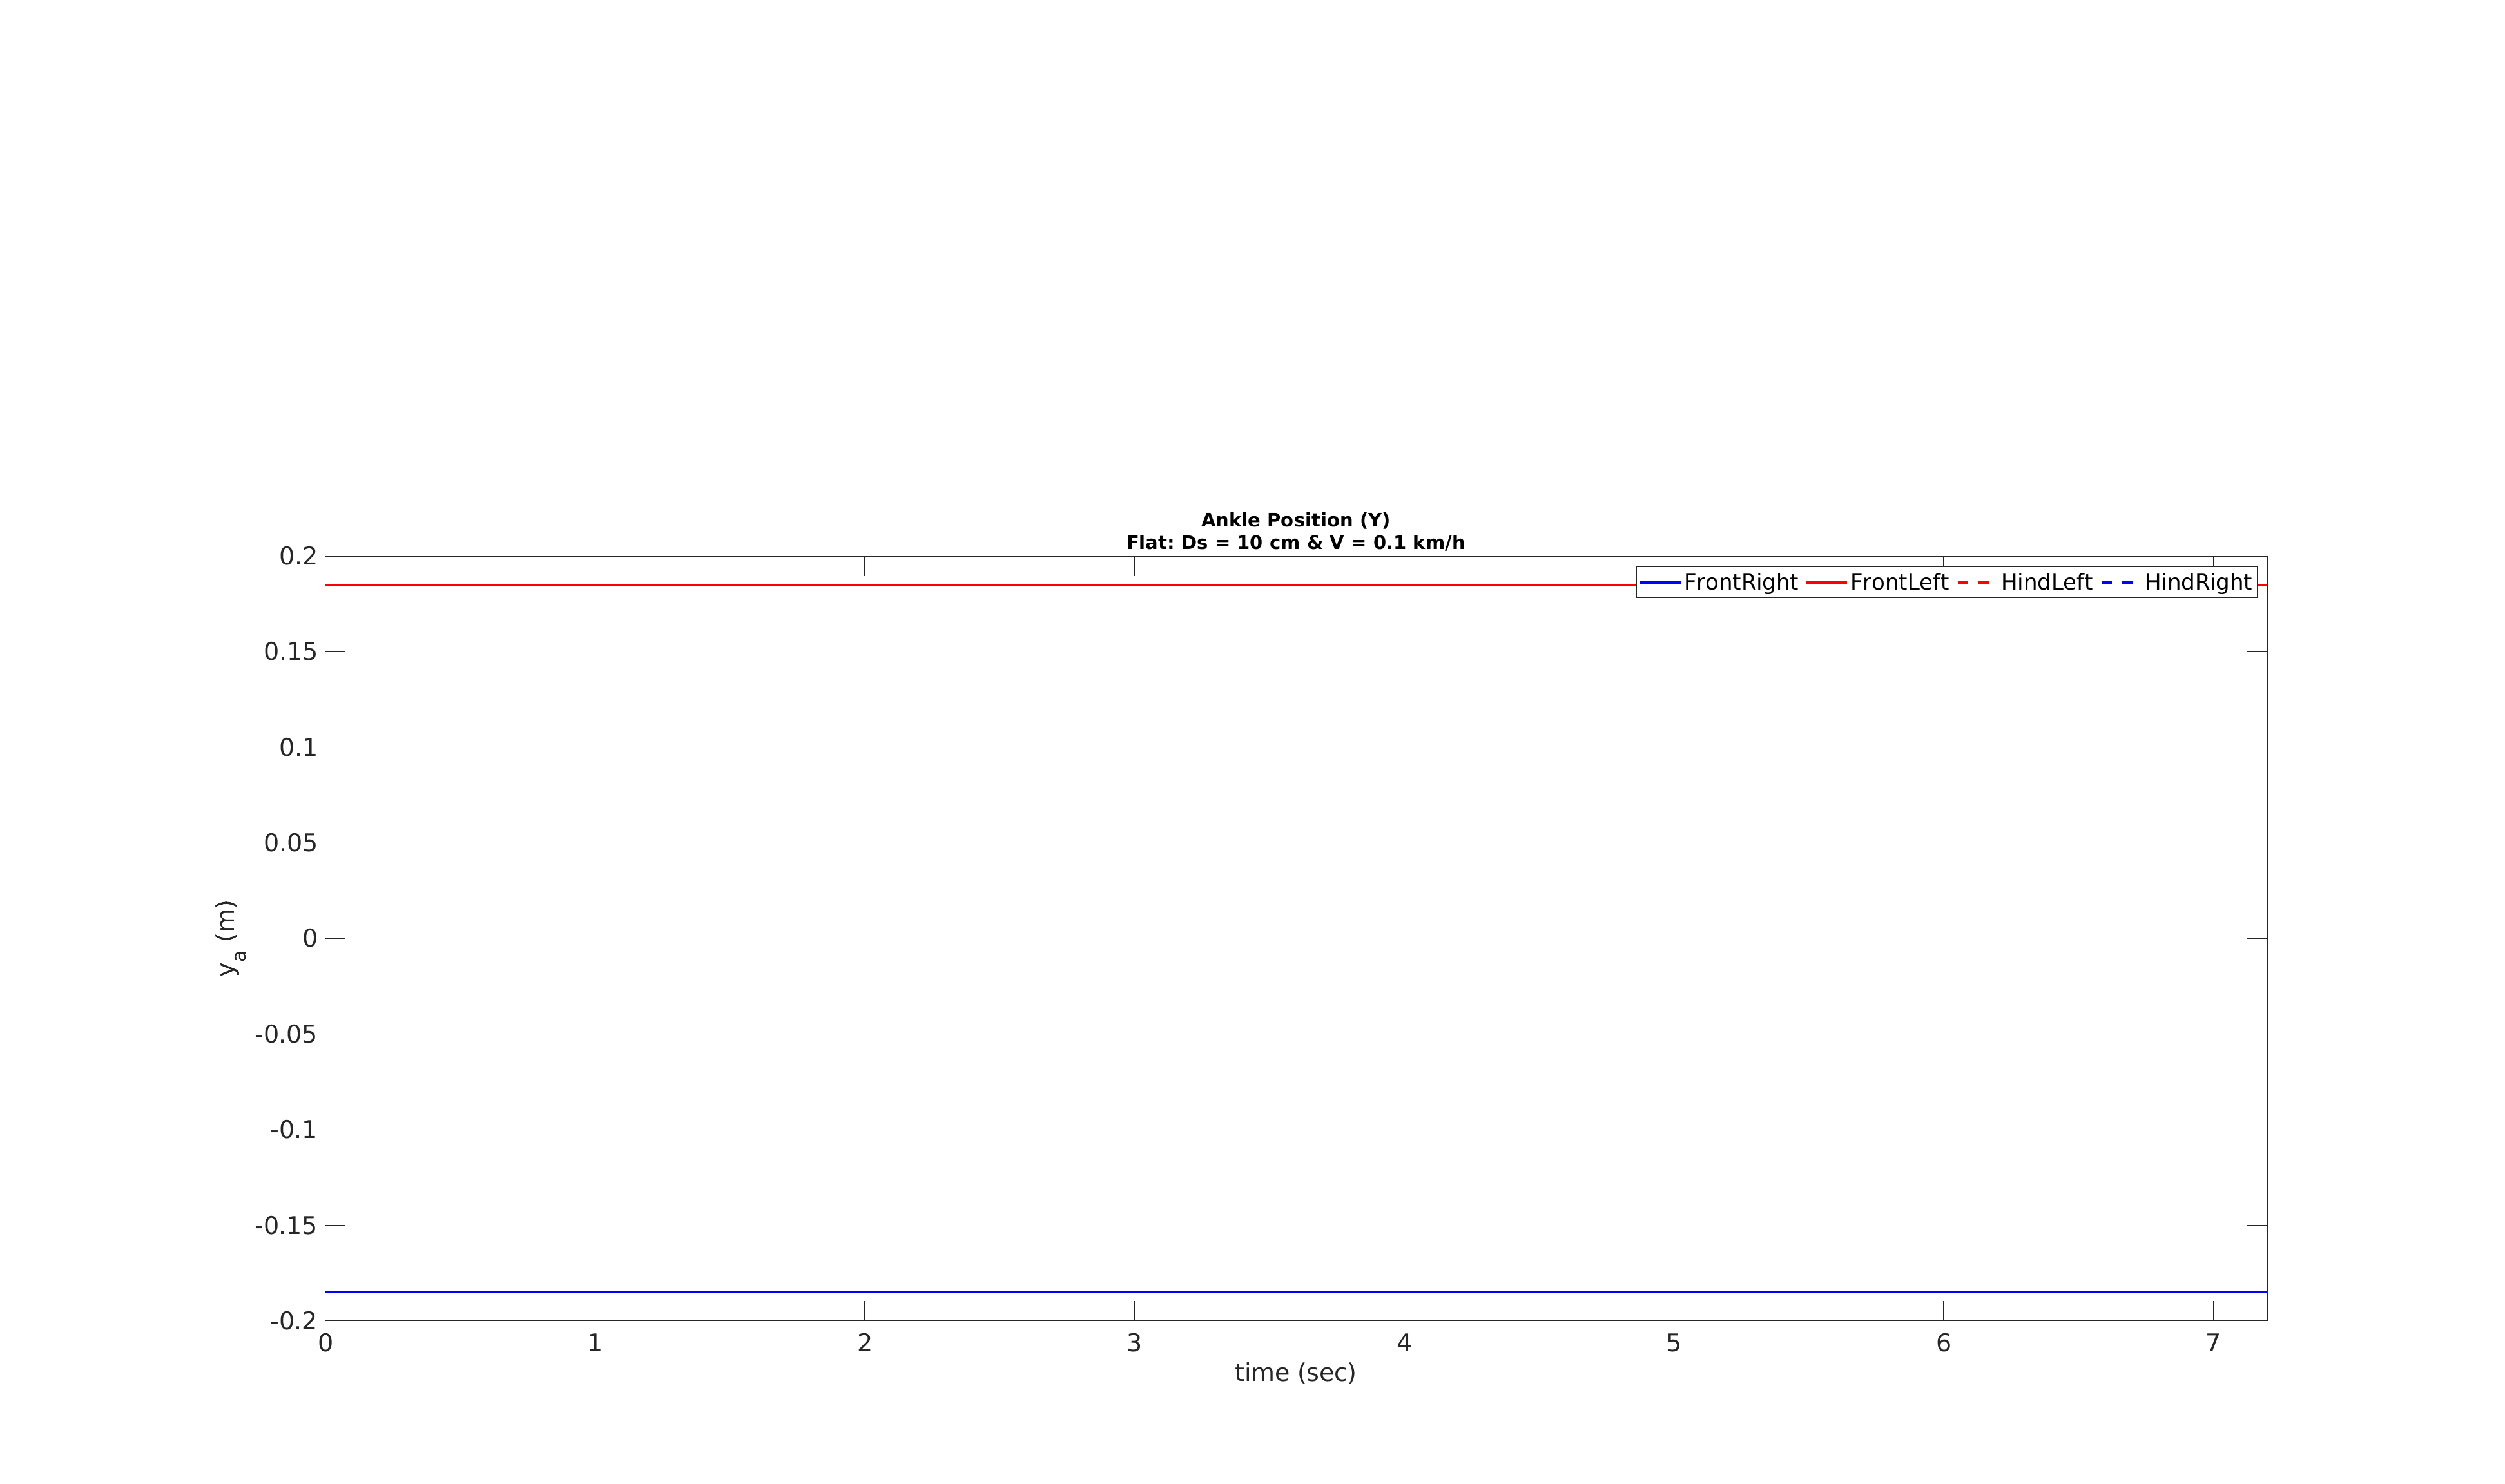 Ankle Position (Y)
Flat: Ds = 10 cm & V = 0.1 km/h
FrontRight FrontLeft HindLeft HindRight
0.2
0.15
0.1
0.05
0
-0.05
-0.1
-0.15
-0.2
y a (m)
0 1 2 3 4 5 6 7
time (sec)